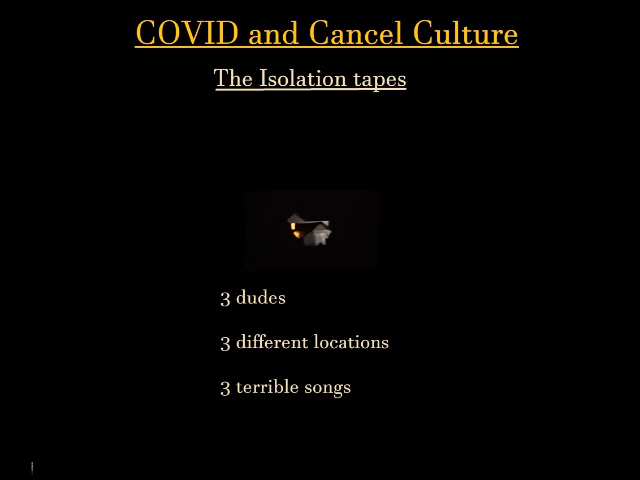 COVID and Cancel Culture
The Isolation tapes
3 dudes
3 different locations
3 terrible songs